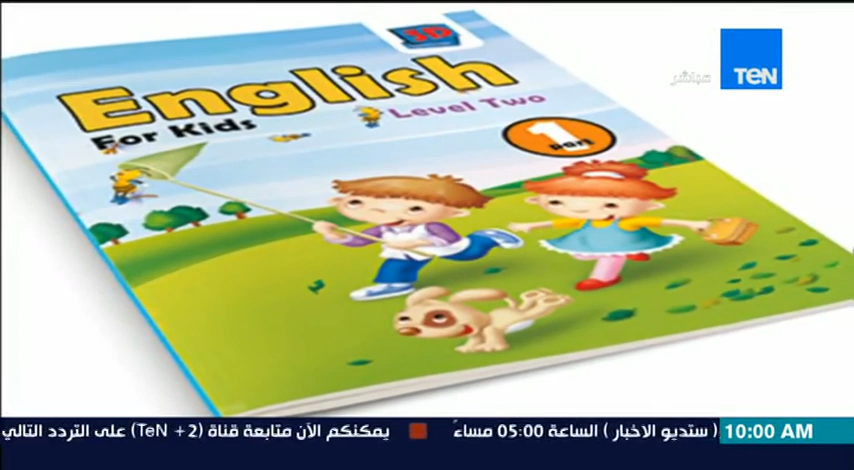 3D
English
For Kids
Level Two
1
part
مباشر
TeN
( ستديو الاخبار ) الساعة 05:00 مساءً
يمكنكم الآن متابعة قناة (TeN +2) على التردد التالي
10:00 AM